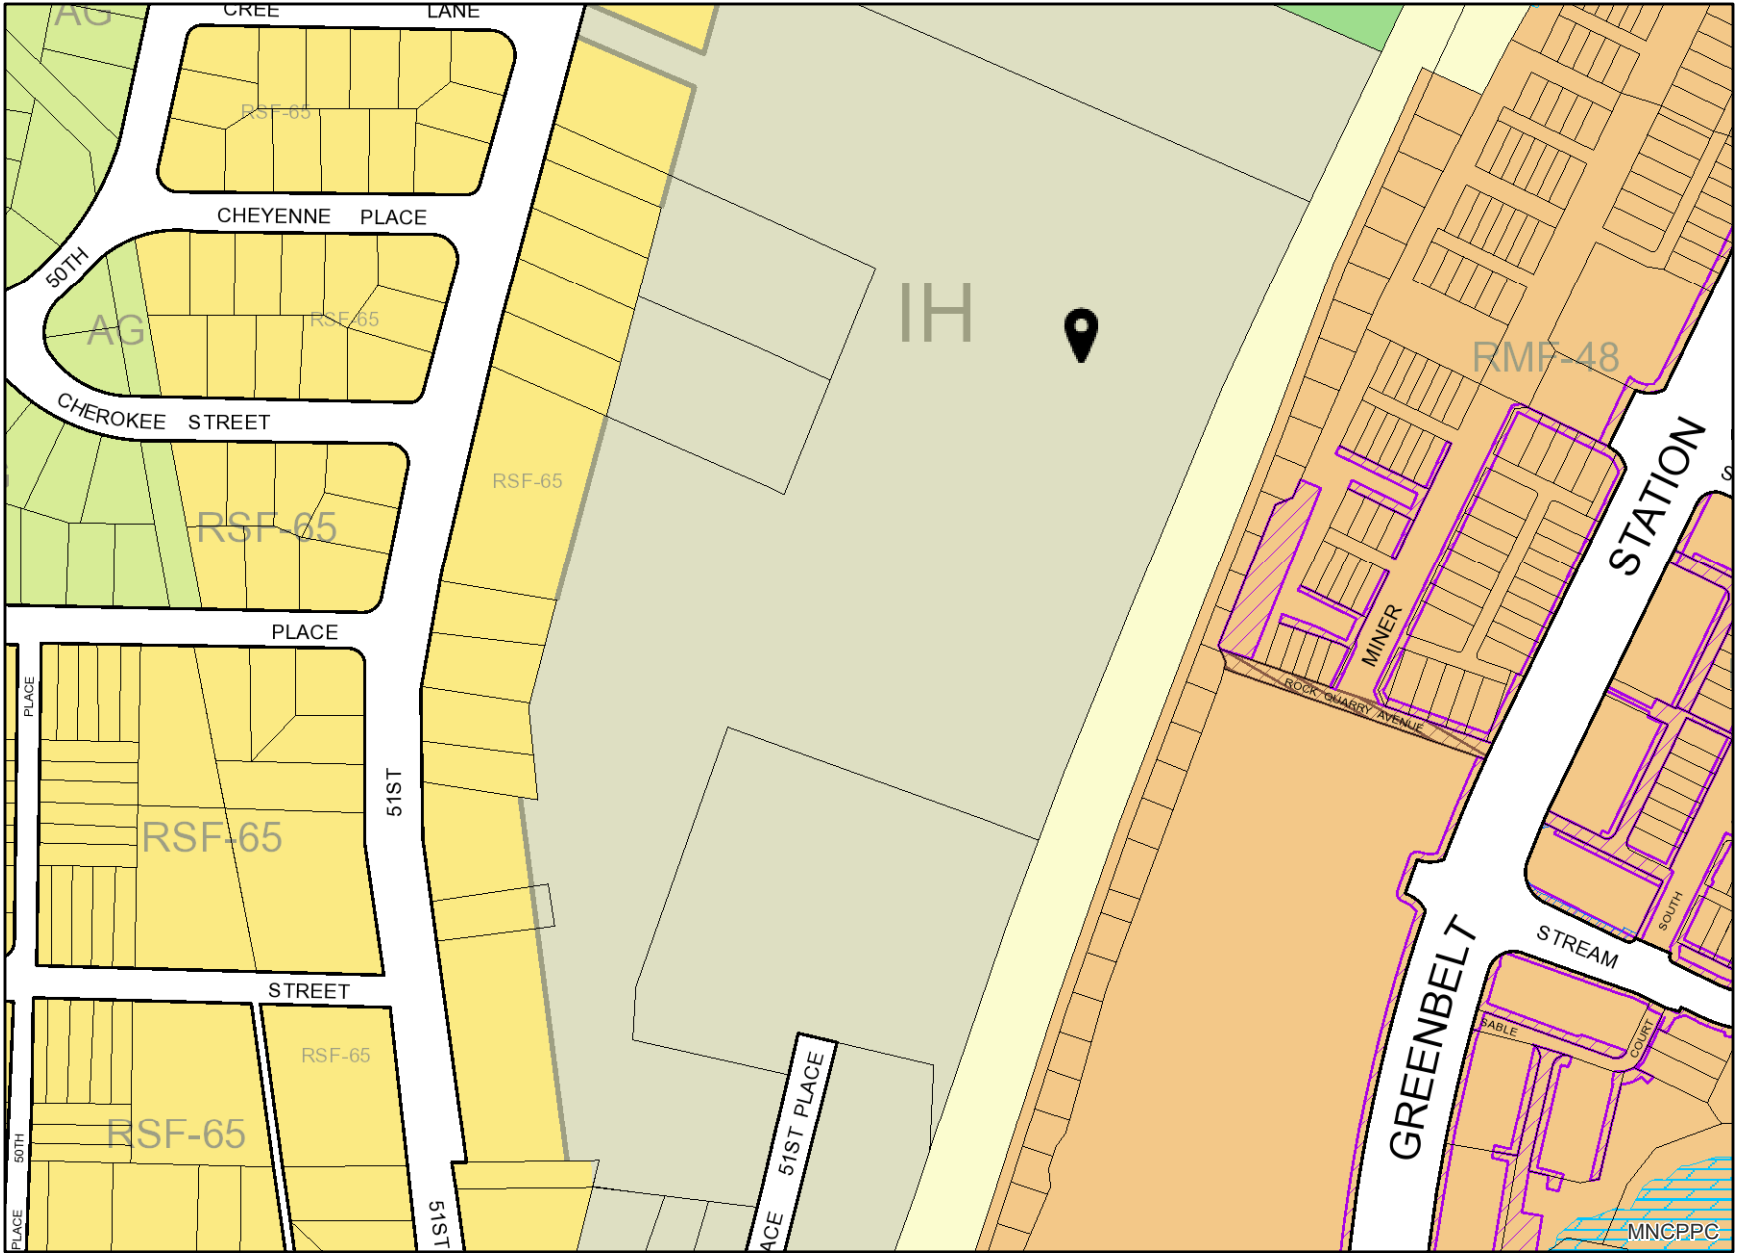 AG
CREE LANE
RSF-65
CHEYENNE PLACE
50TH
IH
AG
RSF-65
RMF-48
CHEROKEE STREET
STATION
RSF-65
RSF-65
PLACE
MINER
PLACE
ROCK QUARRY AVENUE
51ST
RSF-65
SOUTH
STREAM
STREET
GREENBELT
SABLE
COURT
RSF-65
51ST PLACE
RSF-65
50TH
PLACE
51ST
ACE
MNCPPC